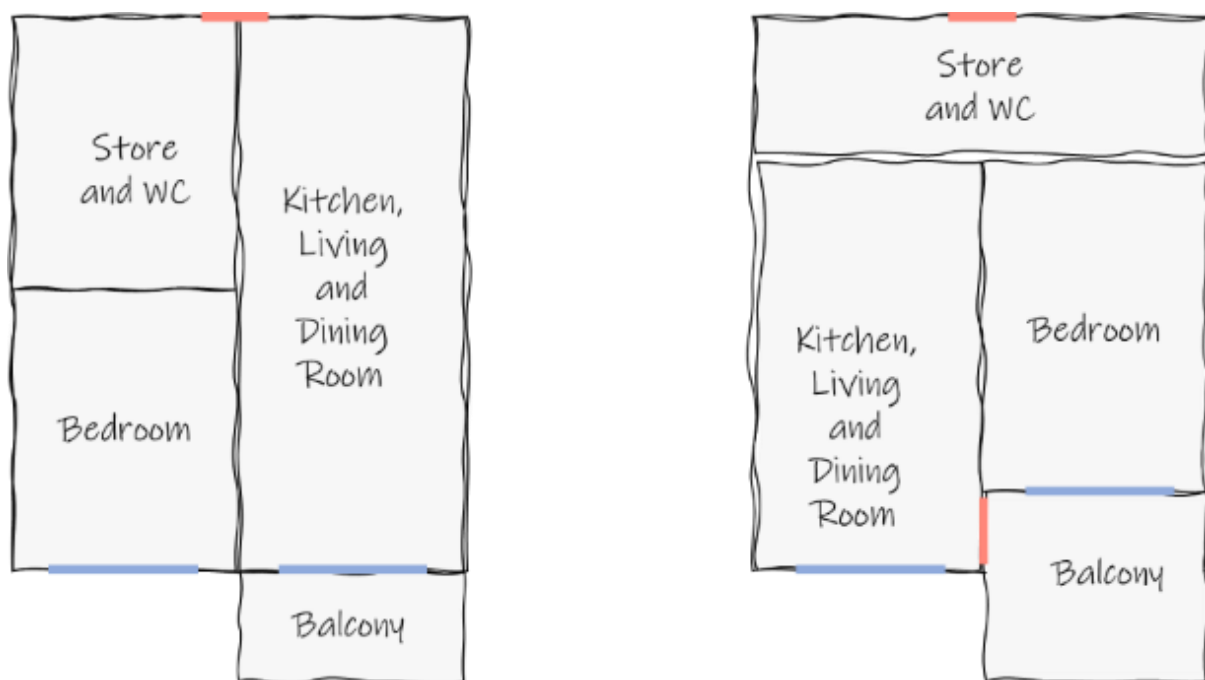 Store
and WC
Kitchen,
Living
and
Dining
Room
Bedroom
Balcony
Store
and WC
Kitchen,
Living
and
Dining
Room
Bedroom
Balcony